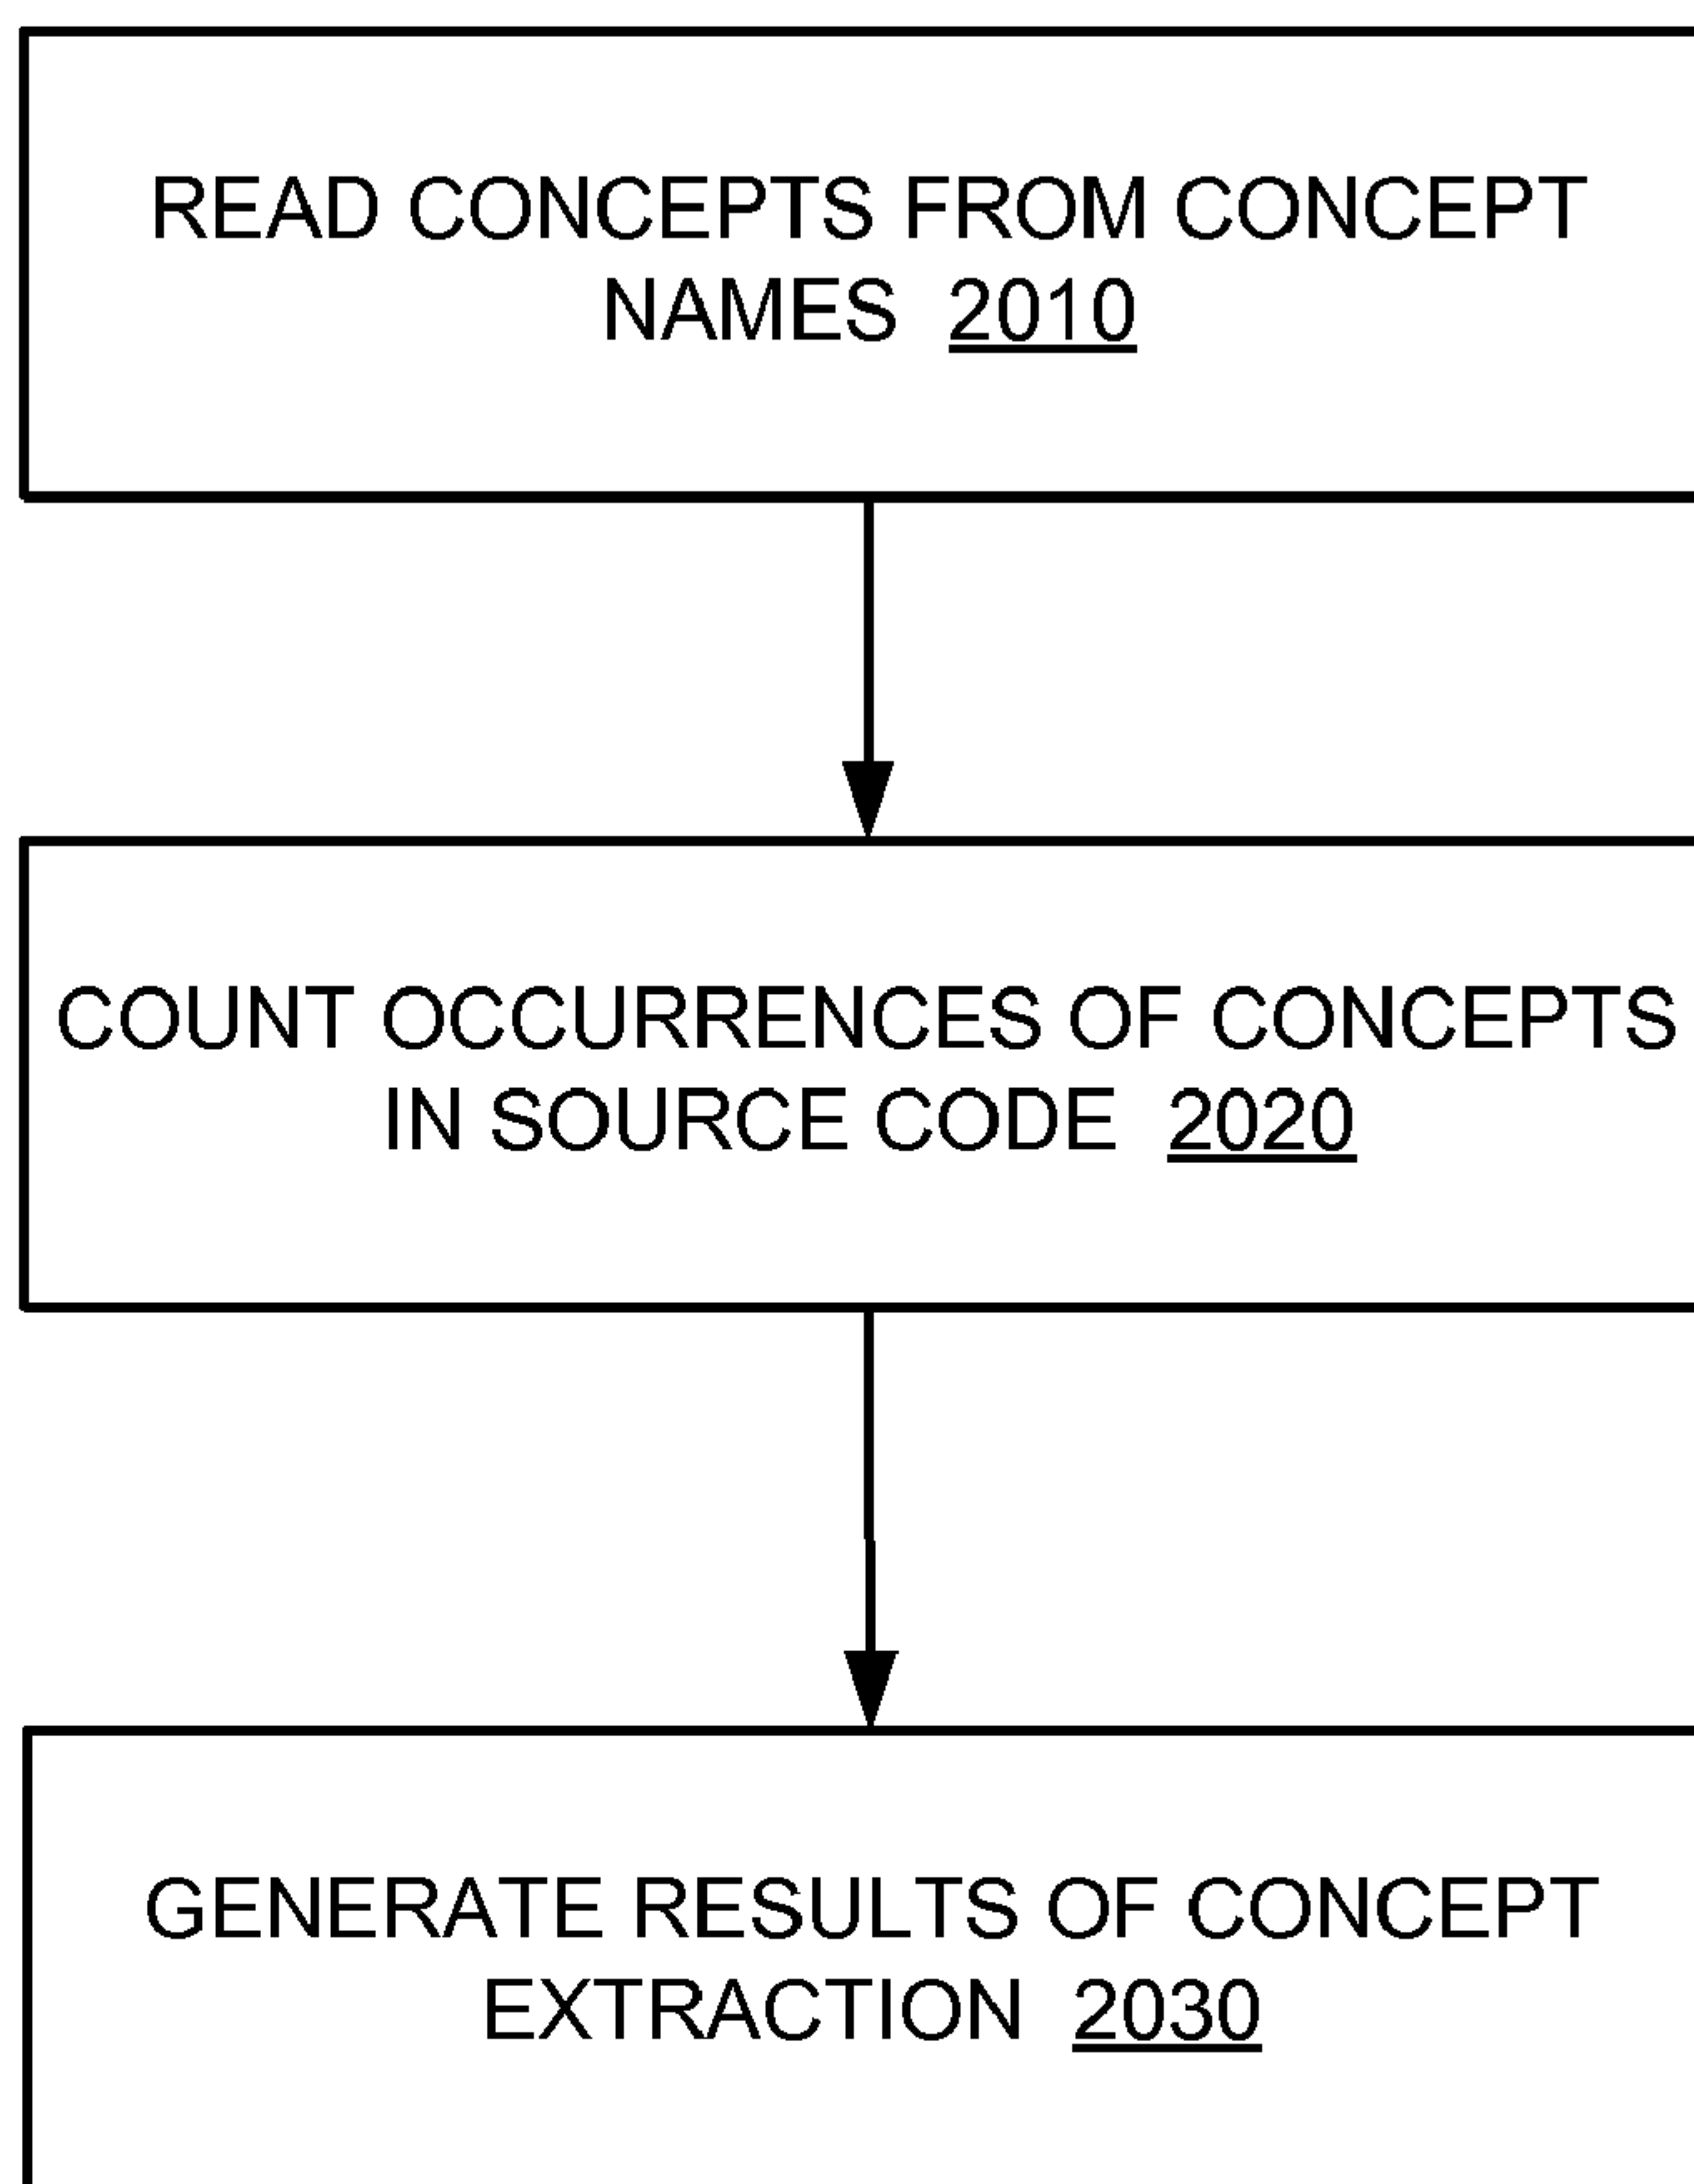 READ CONCEPTS FROM CONCEPT
NAMES 2010
COUNT OCCURRENCES OF CONCEPTS
IN SOURCE CODE 2020
GENERATE RESULTS OF CONCEPT
EXTRACTION 2030